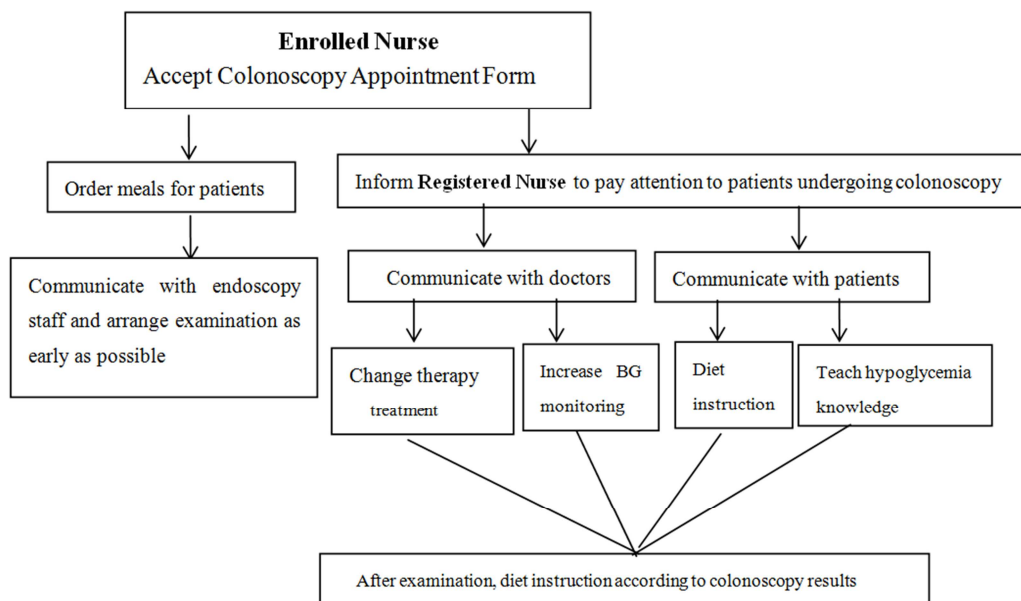 Enrolled Nurse
Accept Colonoscopy Appointment Form
Order meals for patients
Inform Registered Nurse to pay attention to patients undergoing colonoscopy
Communicate with endoscopy
staff and arrange examination as
early as possible
Communicate with doctors
Communicate with patients
Change therapy
treatment
Increase BG
monitoring
Diet
instruction
Teach hypoglycemia
knowledge
After examination, diet instruction according to colonoscopy results